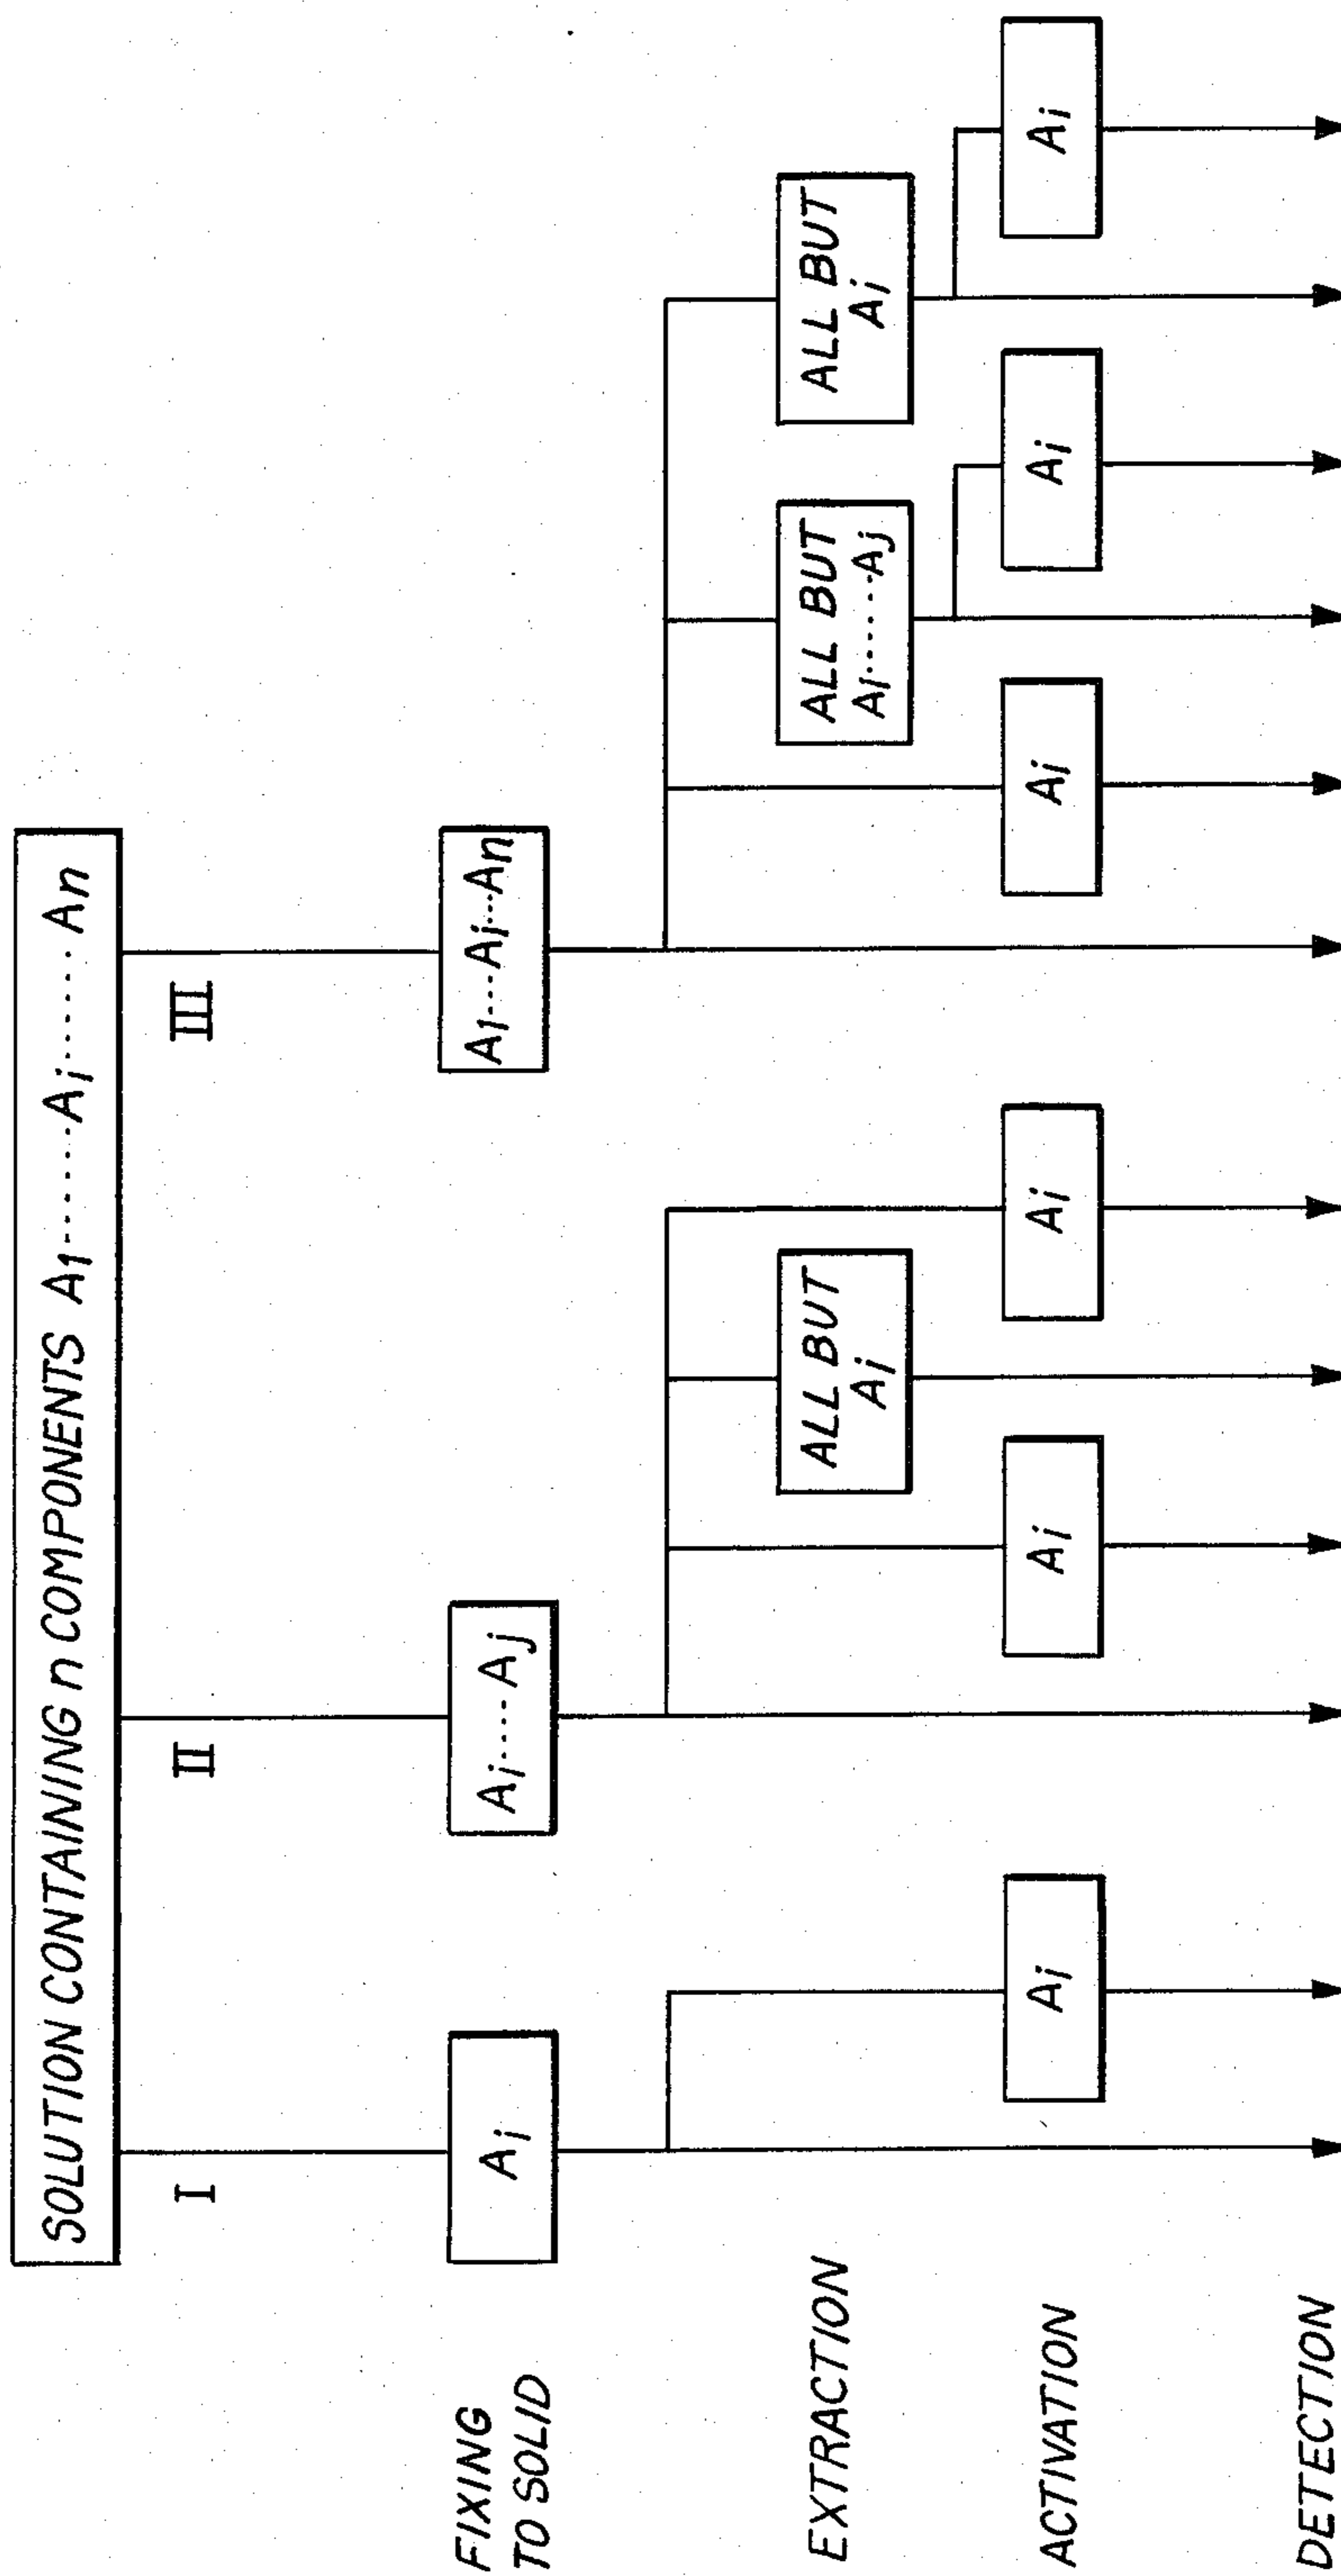 SOLUTION CONTAINING n COMPONENTS A1······Ai······An
I
II
III
FIXING
TO SOLID
Ai
Ai····Aj
A1····Ai···An
EXTRACTION
ALL BUT
Ai
ALL BUT
Ai······Aj
ALL BUT
Ai
ACTIVATION
Ai
Ai
Ai
Ai
Ai
Ai
DETECTION